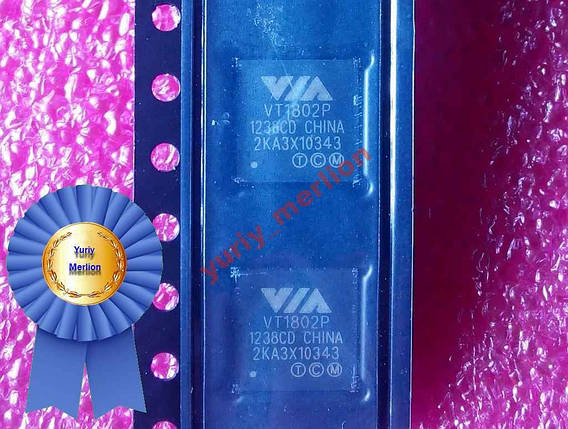 VIA
VT1802P
1238CD CHINA
2KA3X10343
TCM
yuriy_merlion
Yuriy
Merlion
VIA
VT1802P
1238CD CHINA
2KA3X10343
TCM